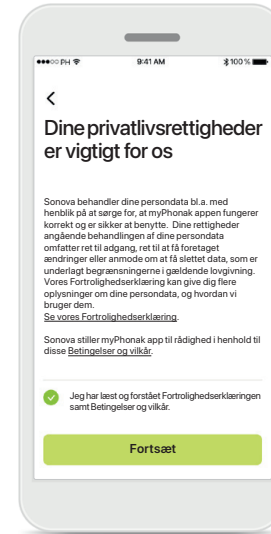 PH 9:41 AM 100 %
Dine privatlivsrettigheder
er vigtigt for os
Sonova behandler dine persondata bl.a. med
henblik på at sørge for, at myPhonak appen fungerer
korrekt og er sikker at benytte. Dine rettigheder
angående behandlingen af dine persondata
omfatter ret til adgang, ret til at få foretaget
ændringer eller anmode om at få slettet data, som er
underlagt begrænsningerne i gældende lovgivning.
Vores Fortrolighedserklæring kan give dig flere
oplysninger om dine persondata, og hvordan vi
bruger dem.
Se vores Fortrolighedserklæring.
Sonova stiller myPhonak app til rådighed i henhold til
disse Betingelser og vilkår.
Jeg har læst og forstået Fortrolighedserklæringen
samt Betingelser og vilkår.
Fortsæt